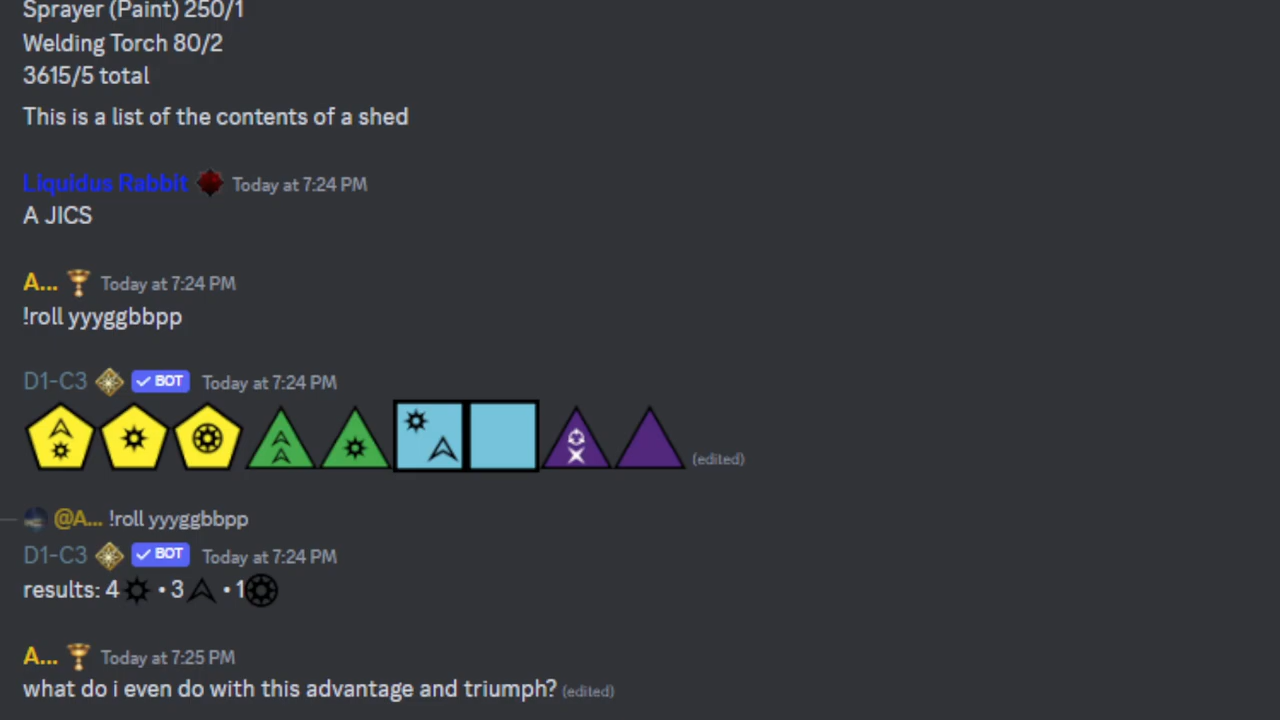 Sprayer (Paint) 250/1
Welding Torch 80/2
3615/5 total
This is a list of the contents of a shed
Liquidus Rabbit Today at 7:24 PM
A JICS
A... Today at 7:24 PM
!roll yyyggbbpp
D1-C3 BOT Today at 7:24 PM
(edited)
@A... !roll yyyggbbpp
D1-C3 BOT Today at 7:24 PM
results: 4 • 3 • 1
A... Today at 7:25 PM
what do i even do with this advantage and triumph? (edited)